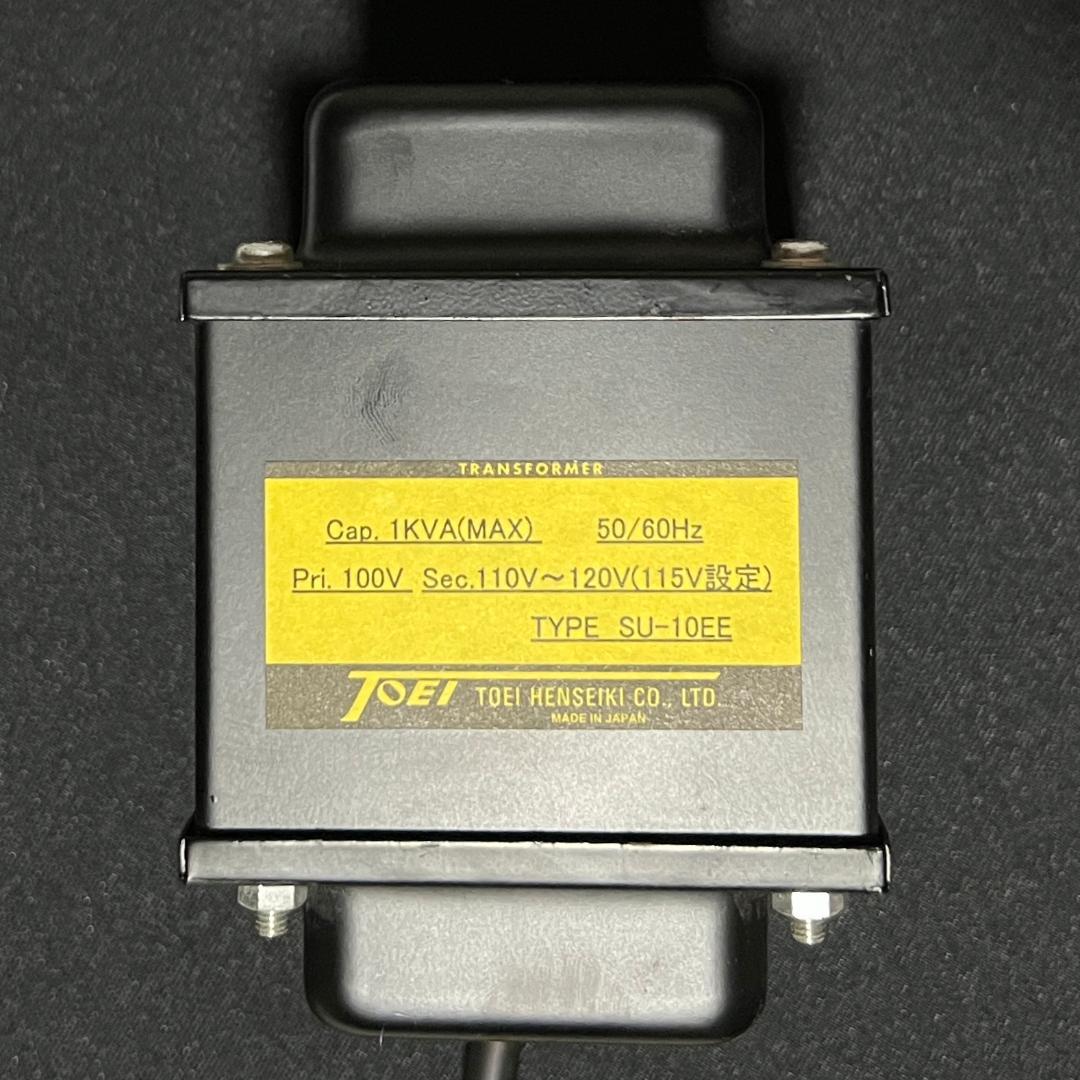 TRANSFORMER
Cap. 1KVA(MAX) 50/60Hz
Pri. 100V Sec.110V～120V(115V設定)
TYPE SU-10EE
TOEI TOEI HENSEIKI CO., LTD.
MADE IN JAPAN